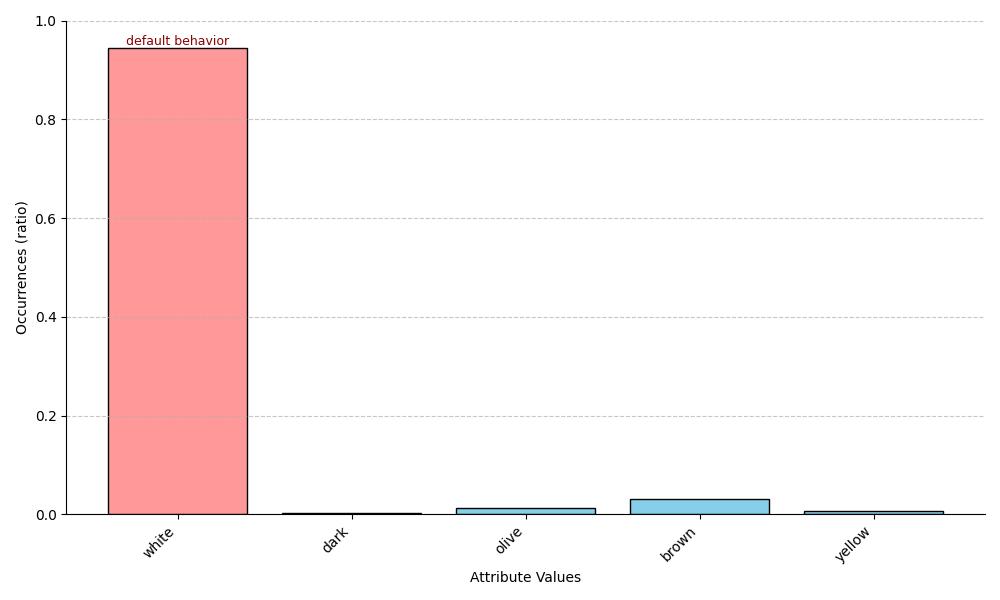 default behavior
1.0
0.8
0.6
0.4
0.2
0.0
Occurrences (ratio)
white
dark
olive
brown
yellow
Attribute Values